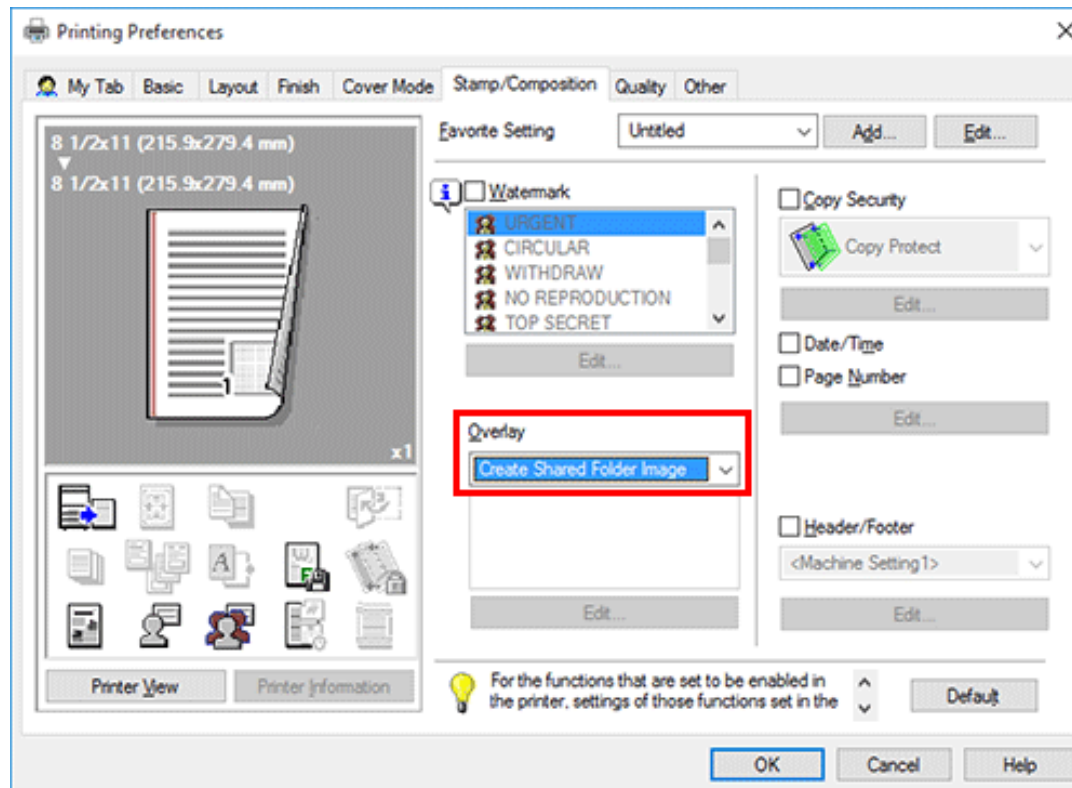 Printing Preferences
My Tab Basic Layout Finish Cover Mode Stamp/Composition Quality Other
8 1/2x11 (215.9x279.4 mm)
8 1/2x11 (215.9x279.4 mm)
1
x1
Printer View Printer Information
Favorite Setting Untitled Add... Edit...
Watermark
URGENT
CIRCULAR
WITHDRAW
NO REPRODUCTION
TOP SECRET
Edit...
Overlay
Create Shared Folder Image
Edit...
Copy Security
Copy Protect
Edit...
Date/Time
Page Number
Edit...
Header/Footer
<Machine Setting1>
Edit...
For the functions that are set to be enabled in
the printer, settings of those functions set in the
Default
OK Cancel Help